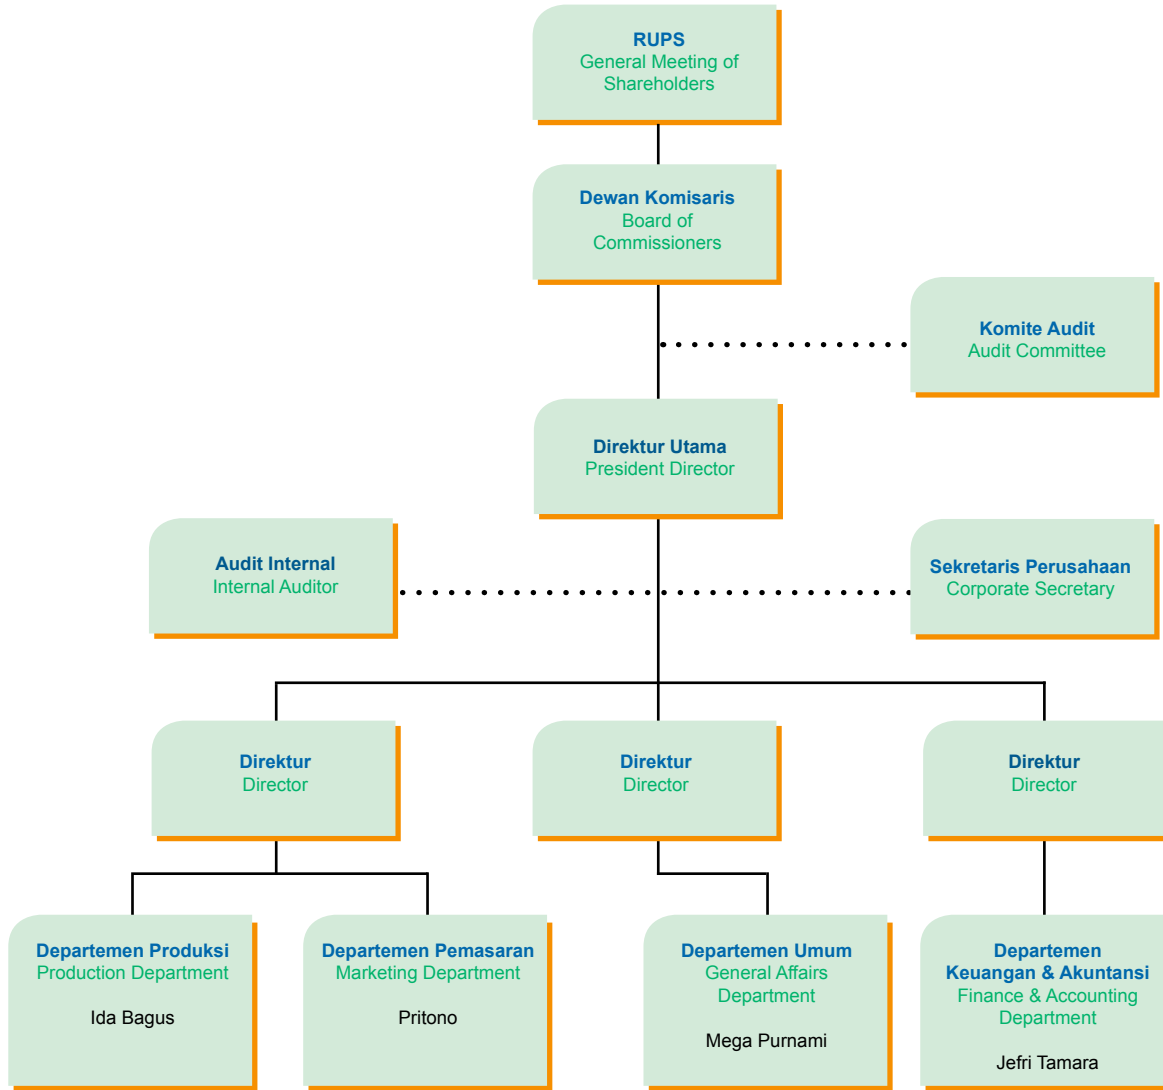 RUPS
General Meeting of
Shareholders
Dewan Komisaris
Board of
Commissioners
Komite Audit
Audit Committee
Direktur Utama
President Director
Audit Internal
Internal Auditor
Sekretaris Perusahaan
Corporate Secretary
Direktur
Director
Direktur
Director
Direktur
Director
Departemen Produksi
Production Department
Ida Bagus
Departemen Pemasaran
Marketing Department
Pritono
Departemen Umum
General Affairs
Department
Mega Purnami
Departemen
Keuangan & Akuntansi
Finance & Accounting
Department
Jefri Tamara